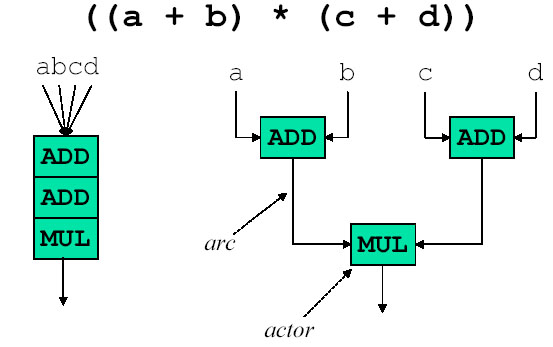 ((a + b) * (c + d))
abcd
a b c d
ADD
ADD
MUL
ADD ADD
arc
MUL
actor